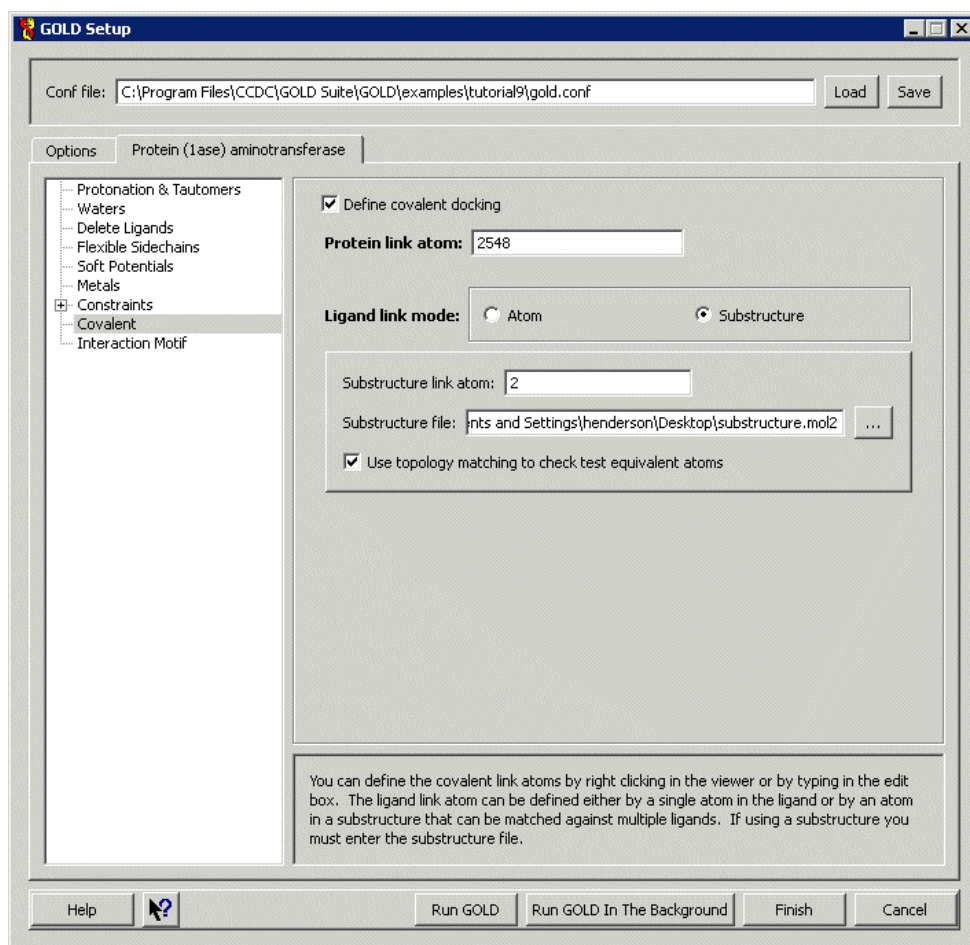 GOLD Setup
Conf file: C:\Program Files\CCDC\GOLD Suite\GOLD\examples\tutorial9\gold.conf Load Save
Options Protein (1ase) aminotransferase
Protonation & Tautomers
Waters
Delete Ligands
Flexible Sidechains
Soft Potentials
Metals
Constraints
Covalent
Interaction Motif
Define covalent docking
Protein link atom: 2548
Ligand link mode: Atom Substructure
Substructure link atom: 2
Substructure file: ents and Settings\henderson\Desktop\substructure.mol2 ...
Use topology matching to check test equivalent atoms
You can define the covalent link atoms by right clicking in the viewer or by typing in the edit
box. The ligand link atom can be defined either by a single atom in the ligand or by an atom
in a substructure that can be matched against multiple ligands. If using a substructure you
must enter the substructure file.
Help ? Run GOLD Run GOLD In The Background Finish Cancel